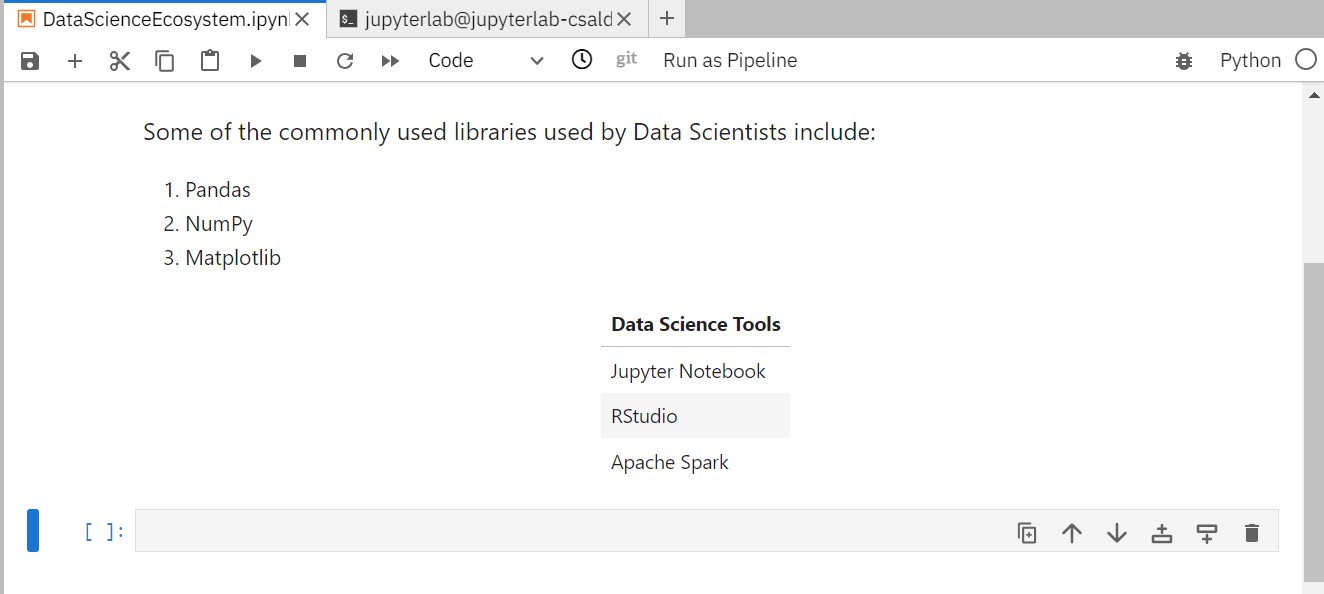 DataScienceEcosystem.ipyn
jupyterlab@jupyterlab-csald
Code
git
Run as Pipeline
Python
Some of the commonly used libraries used by Data Scientists include:
1. Pandas
2. NumPy
3. Matplotlib
Data Science Tools
Jupyter Notebook
RStudio
Apache Spark
[ ]: